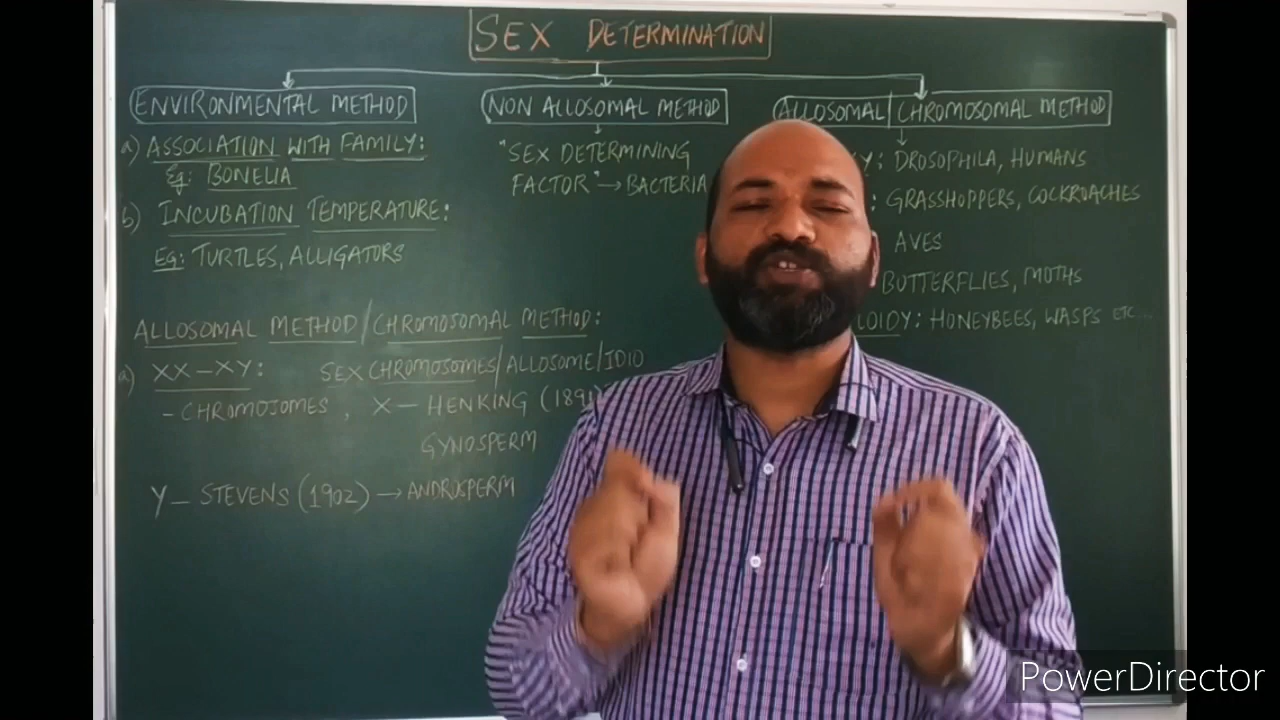 SEX DETERMINATION
ENVIRONMENTAL METHOD
a) ASSOCIATION WITH FAMILY:
Eg: BONELIA
b) INCUBATION TEMPERATURE:
Eg: TURTLES, ALLIGATORS
NON ALLOSOMAL METHOD
"SEX DETERMINING
FACTOR" → BACTERIA
ALLOSOMAL/CHROMOSOMAL METHOD
Y: DROSOPHILA, HUMANS
: GRASSHOPPERS, COCKROACHES
AVES
BUTTERFLIES, MOTHS
LOIDY: HONEYBEES, WASPS ETC...
ALLOSOMAL METHOD/CHROMOSOMAL METHOD:
a) XX-XY: SEX CHROMOSOMES/ALLOSOME/IDIO
- CHROMOSOMES, X - HENKING (1891)
GYNOSPERM
Y - STEVENS (1902) → ANDROSPERM
PowerDirector